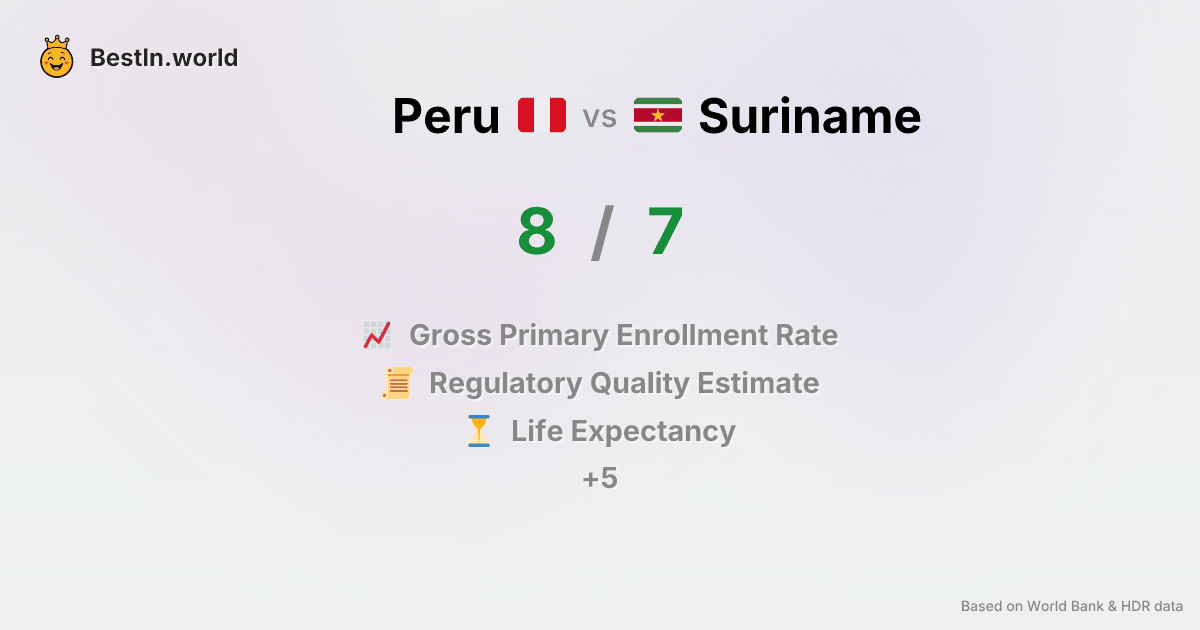 BestIn.world
Peru vs Suriname
8 / 7
Gross Primary Enrollment Rate
Regulatory Quality Estimate
Life Expectancy
+5
Based on World Bank & HDR data